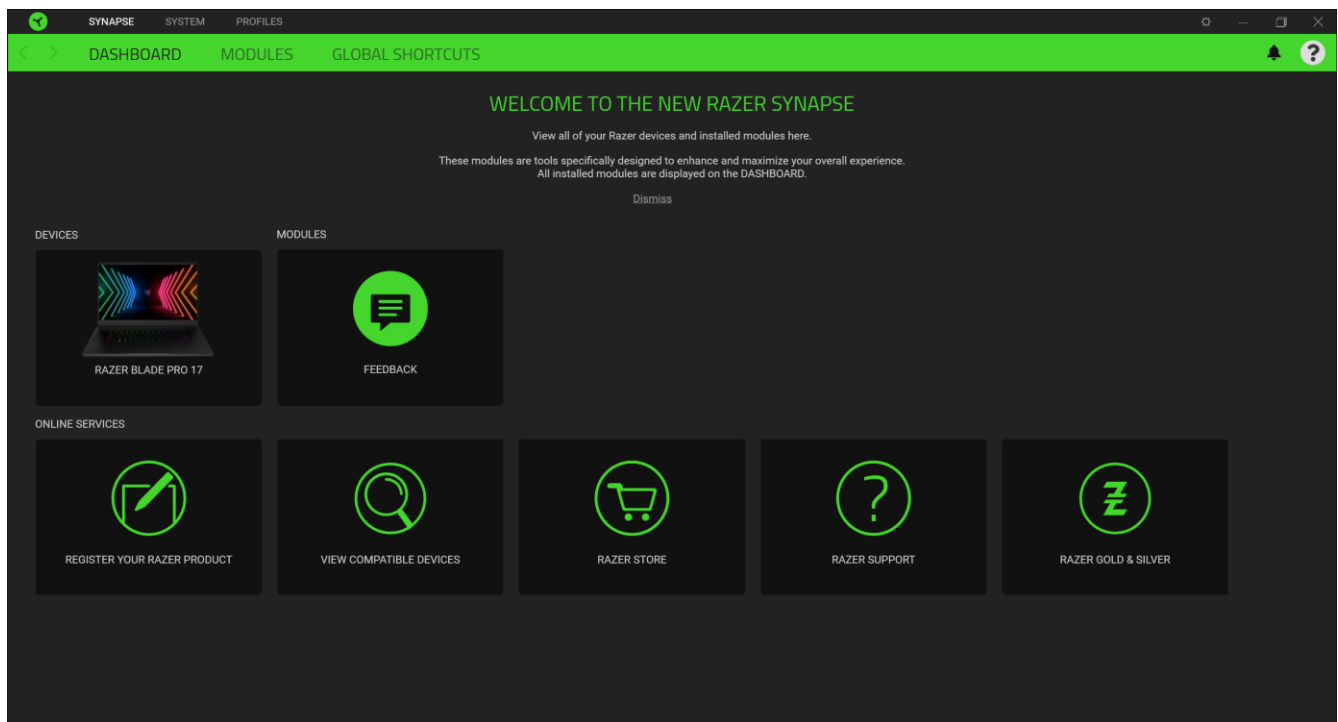 SYNAPSE SYSTEM PROFILES
DASHBOARD MODULES GLOBAL SHORTCUTS
WELCOME TO THE NEW RAZER SYNAPSE
View all of your Razer devices and installed modules here.
These modules are tools specifically designed to enhance and maximize your overall experience.
All installed modules are displayed on the DASHBOARD.
Dismiss
DEVICES MODULES
RAZER BLADE PRO 17 FEEDBACK
ONLINE SERVICES
REGISTER YOUR RAZER PRODUCT VIEW COMPATIBLE DEVICES RAZER STORE RAZER SUPPORT RAZER GOLD & SILVER